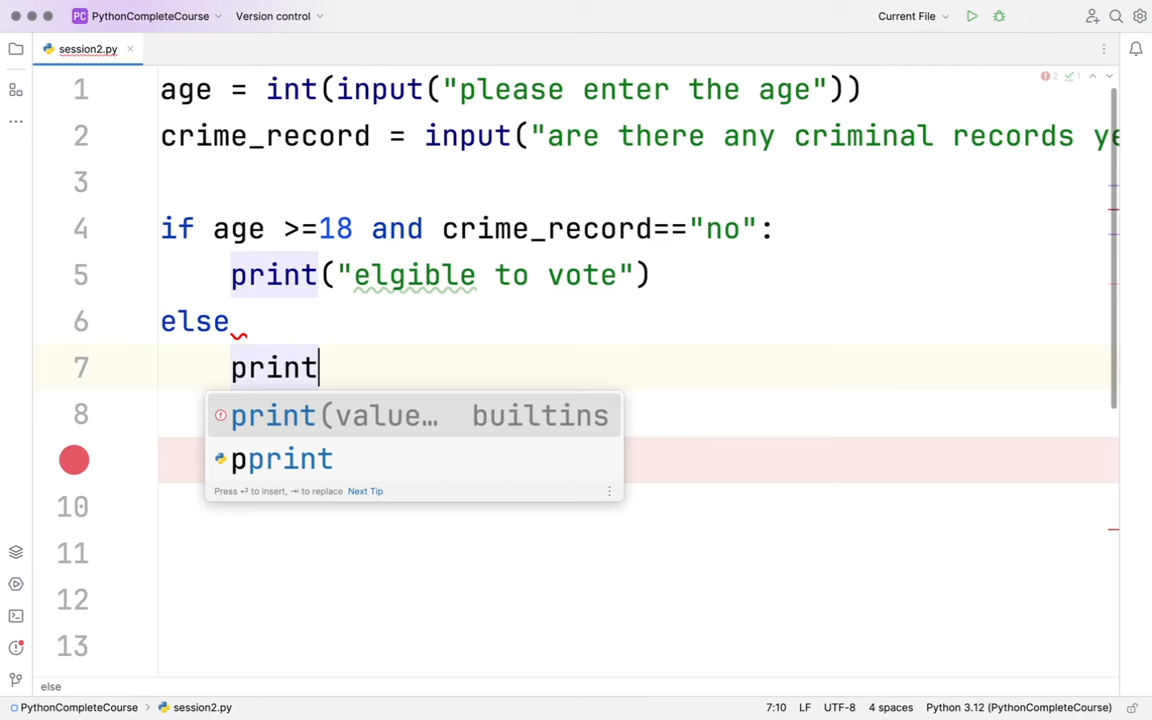 PC PythonCompleteCourse Version control Current File
session2.py
2 1
1 age = int(input("please enter the age"))
2 crime_record = input("are there any criminal records ye
3
4 if age >=18 and crime_record=="no":
5 print("elgible to vote")
6 else
7 print
8 print(value… builtins
pprint
Press ⏎ to insert, ⇥ to replace Next Tip
10
11
12
13
else
PythonCompleteCourse session2.py 7:10 LF UTF-8 4 spaces Python 3.12 (PythonCompleteCourse)